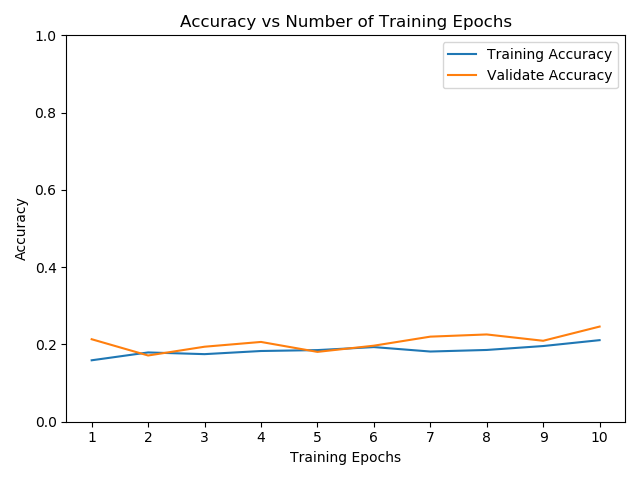 Accuracy vs Number of Training Epochs
1.0
0.8
0.6
0.4
0.2
0.0
Accuracy
Training Accuracy
Validate Accuracy
1 2 3 4 5 6 7 8 9 10
Training Epochs